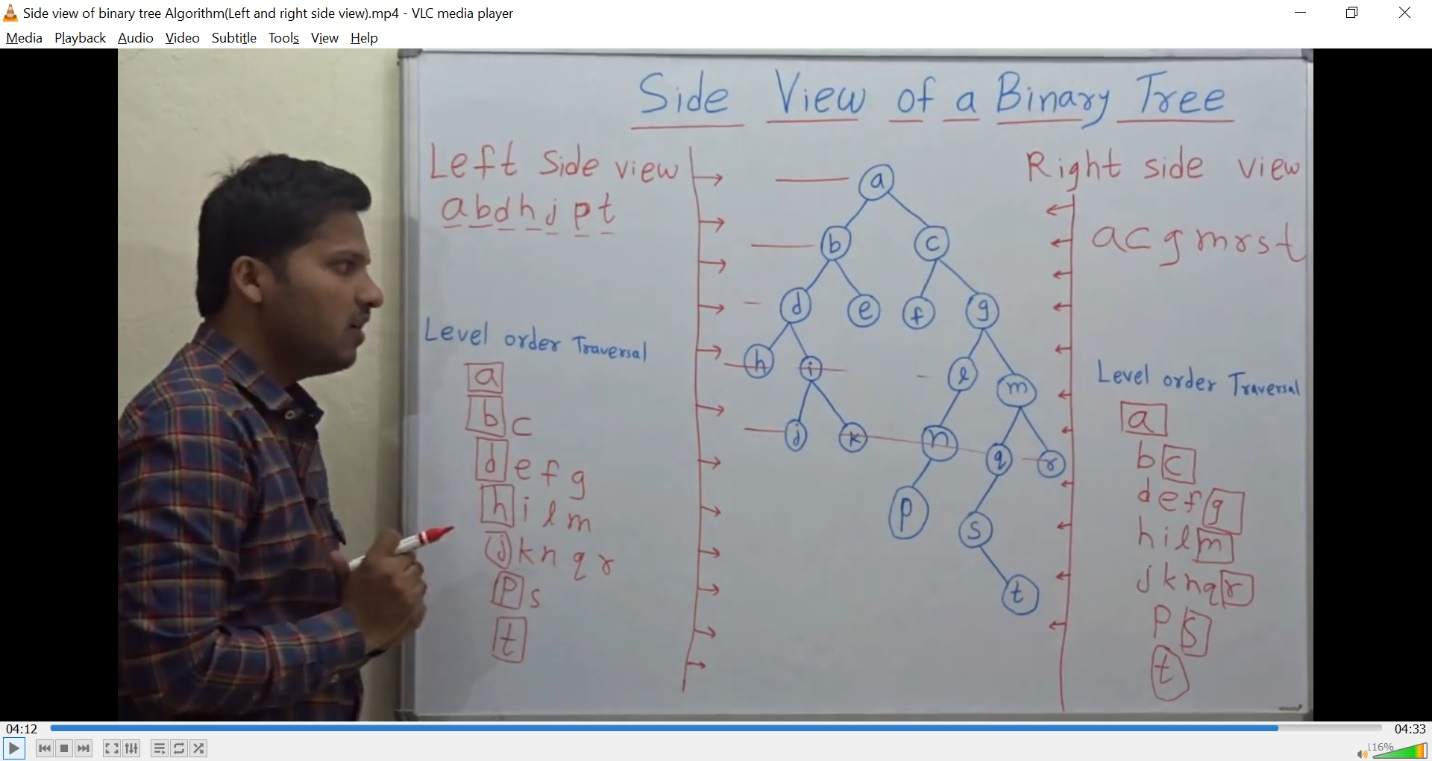 Side view of binary tree Algorithm(Left and right side view).mp4 - VLC media player
Media Playback Audio Video Subtitle Tools View Help
Side View of a Binary Tree
Left Side view
a b d h j p t
Right side view
a c g m r s t
a
b c
d e f g
h i l m
j k n q r
p s
t
Level order Traversal
a
b c
d e f g
h i l m
j k n q r
p s
t
Level order Traversal
a
b c
d e f g
h i l m
j k n q r
p s
t
04:12
04:33
116%